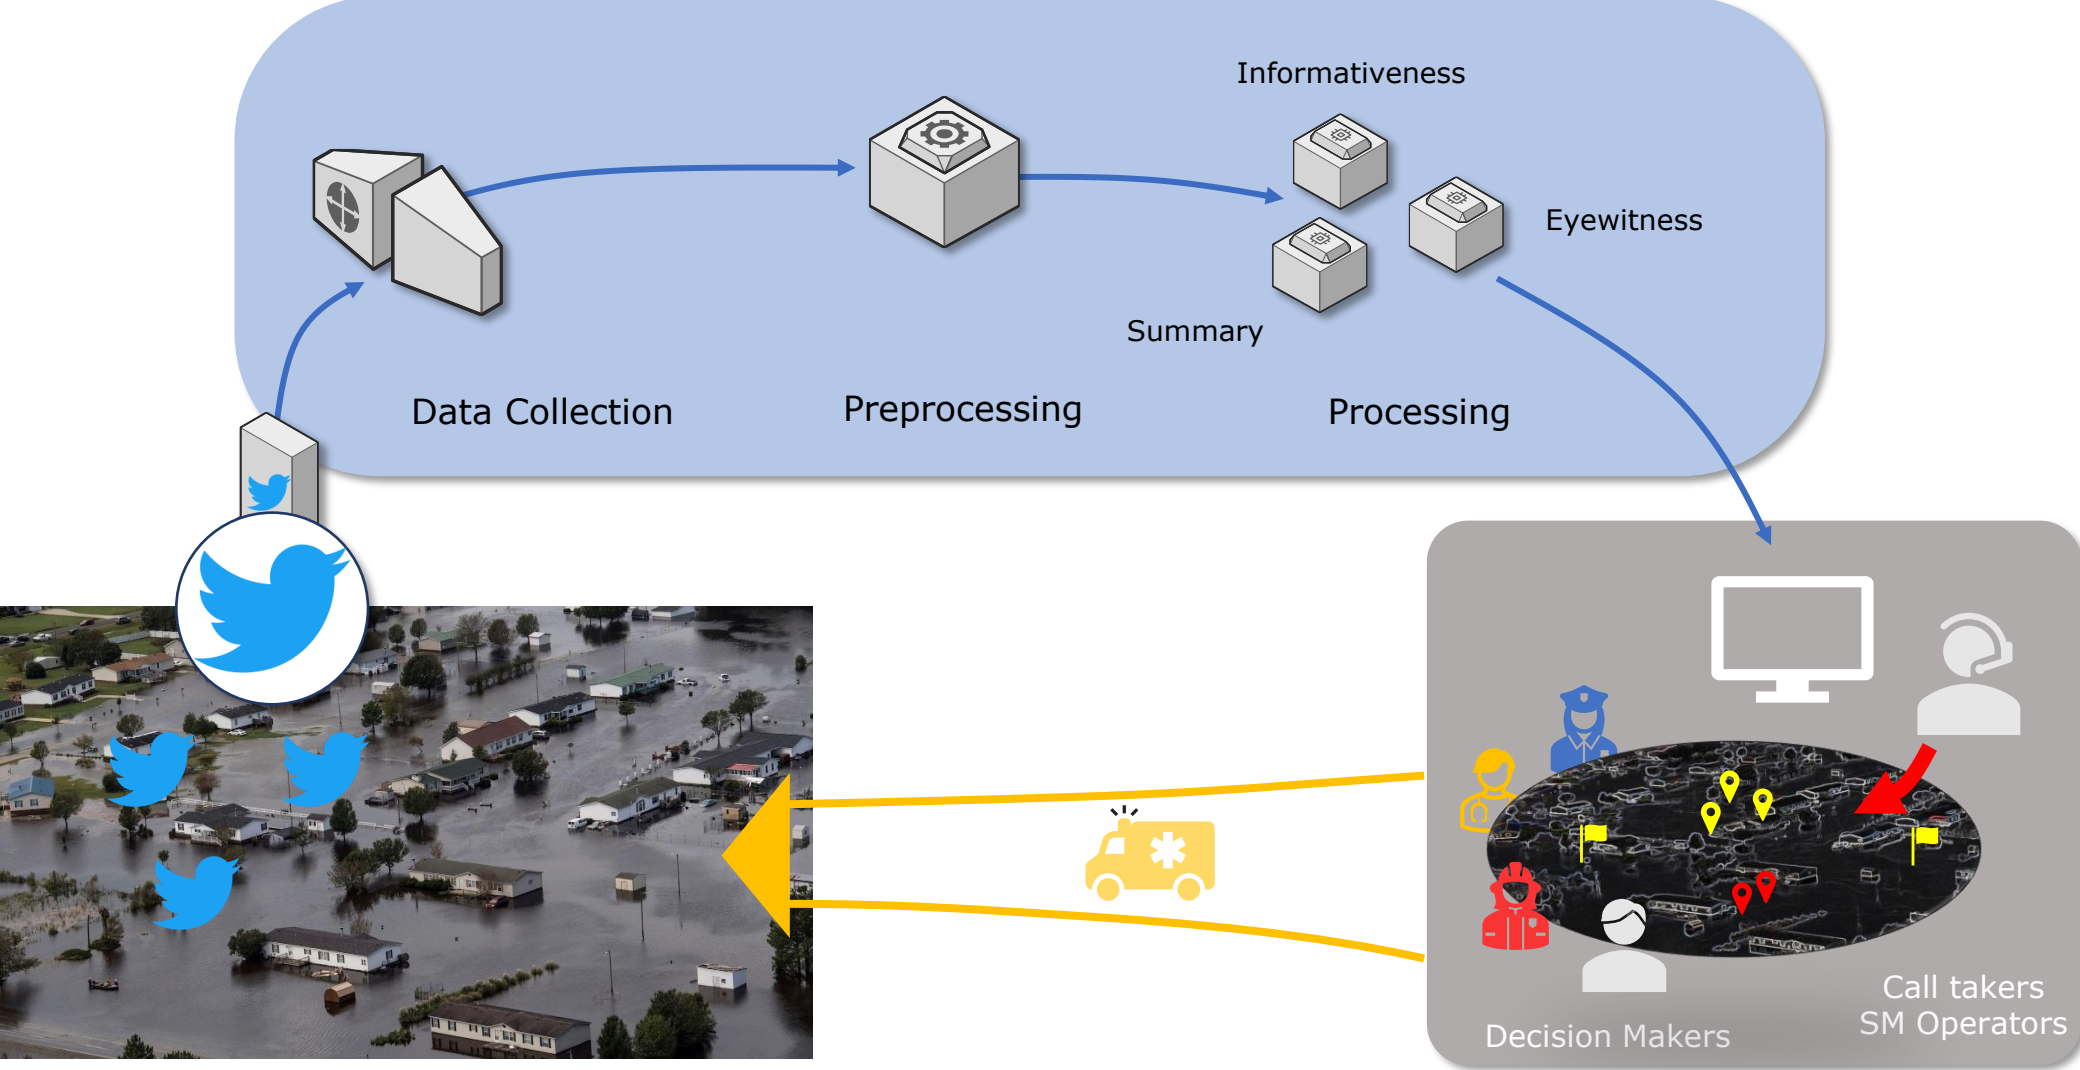 Informativeness
Eyewitness
Summary
Data Collection
Preprocessing
Processing
Call takers
SM Operators
Decision Makers